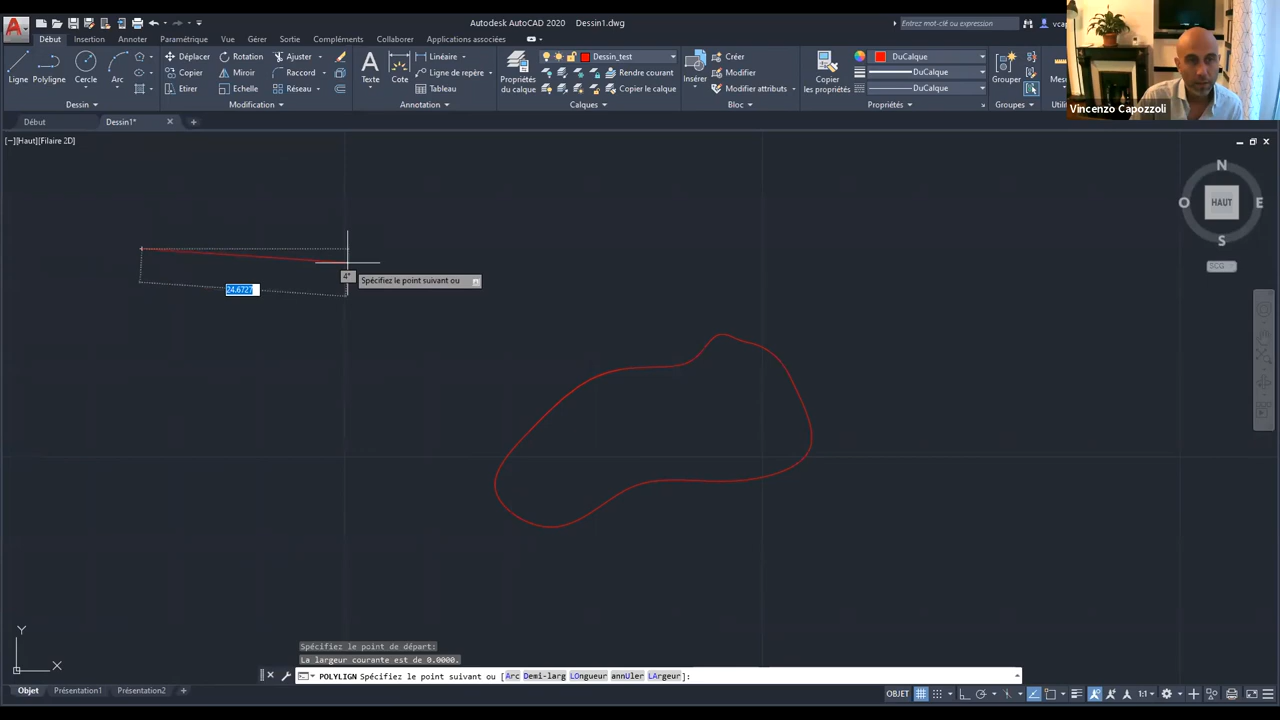 Autodesk AutoCAD 2020 Dessin1.dwg
Entrez mot-clé ou expression
Début Insertion Annoter Paramétrique Vue Gérer Sortie Compléments Collaborer Applications associées
Ligne Polyligne Cercle Arc
Déplacer Rotation Ajuster
Copier Miroir Raccord
Etirer Echelle Réseau
Texte Cote
Linéaire
Ligne de repère
Tableau
Propriétés du calque
Dessin_test
Rendre courant
Copier le calque
Insérer
Créer
Modifier
Modifier attributs
Copier les propriétés
DuCalque
DuCalque
DuCalque
Grouper
Dessin Modification Annotation Calques Bloc Propriétés Groupes
Vincenzo Capozzoli
Début Dessin1*
[−][Haut][Filaire 2D]
N
O HAUT E
S
SCG
4°
Spécifiez le point suivant ou
24.6727
Y
X
Spécifiez le point de départ:
La largeur courante est de 0.0000.
POLYLIGN Spécifiez le point suivant ou [Arc Demi-larg LOngueur annUler LArgeur]:
Objet Présentation1 Présentation2 +
OBJET 1:1